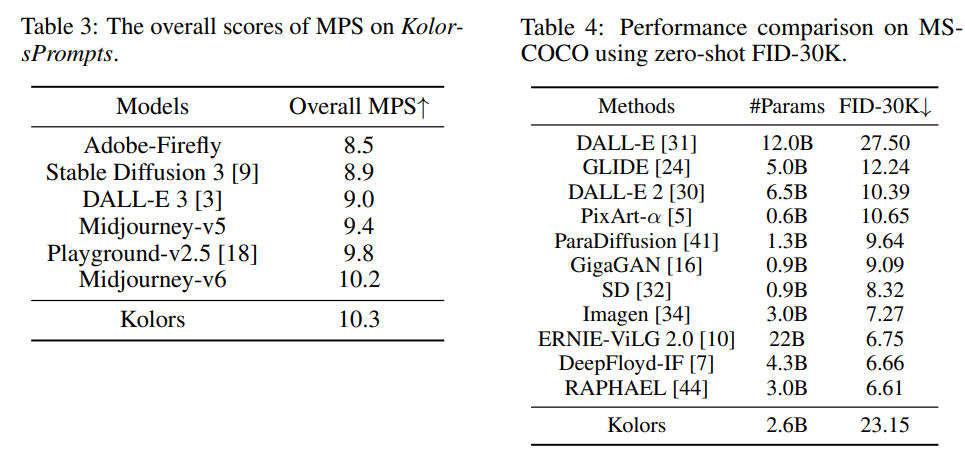 Table 3: The overall scores of MPS on Kolor-
sPrompts.
Models Overall MPS↑
Adobe-Firefly 8.5
Stable Diffusion 3 [9] 8.9
DALL-E 3 [3] 9.0
Midjourney-v5 9.4
Playground-v2.5 [18] 9.8
Midjourney-v6 10.2
Kolors 10.3
Table 4: Performance comparison on MS-
COCO using zero-shot FID-30K.
Methods #Params FID-30K↓
DALL-E [31] 12.0B 27.50
GLIDE [24] 5.0B 12.24
DALL-E 2 [30] 6.5B 10.39
PixArt-α [5] 0.6B 10.65
ParaDiffusion [41] 1.3B 9.64
GigaGAN [16] 0.9B 9.09
SD [32] 0.9B 8.32
Imagen [34] 3.0B 7.27
ERNIE-ViLG 2.0 [10] 22B 6.75
DeepFloyd-IF [7] 4.3B 6.66
RAPHAEL [44] 3.0B 6.61
Kolors 2.6B 23.15